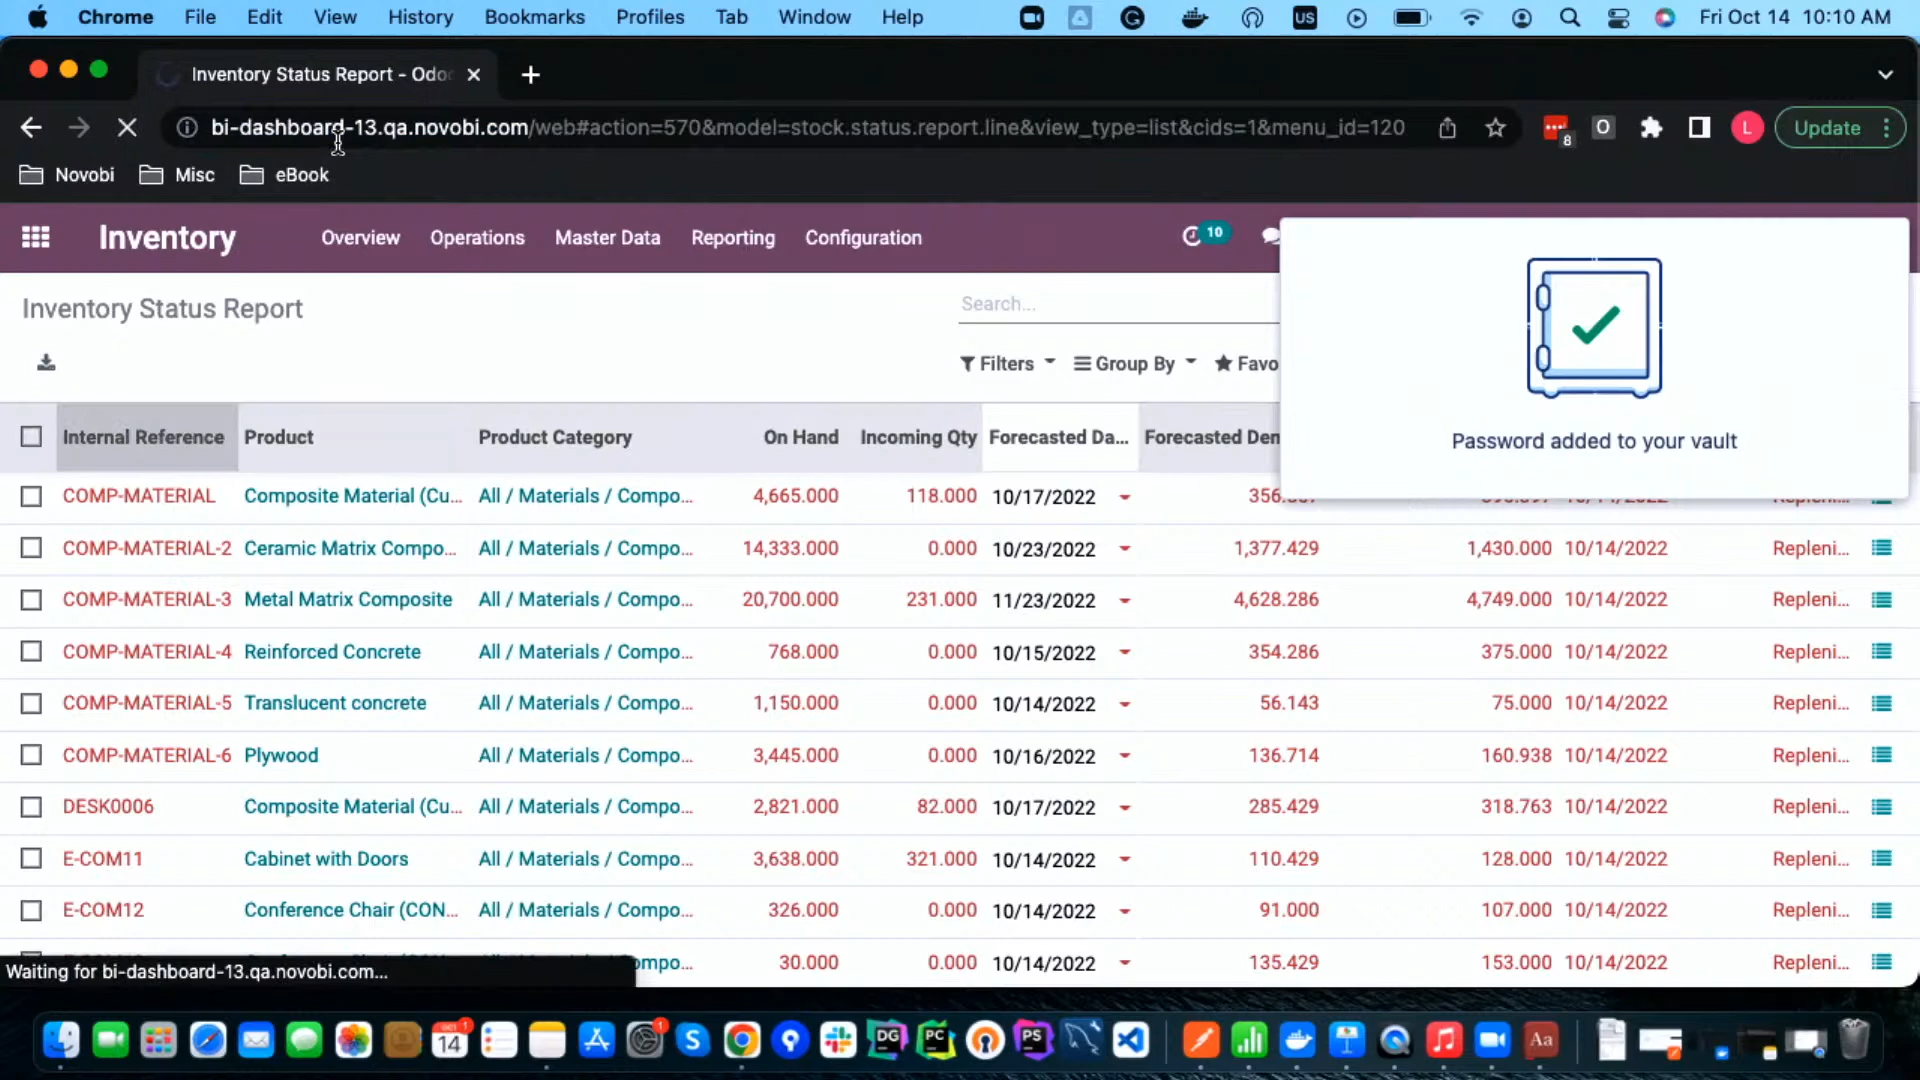 Chrome File Edit View History Bookmarks Profiles Tab Window Help US Fri Oct 14 10:10 AM
Inventory Status Report - Odoo
bi-dashboard-13.qa.novobi.com/web#action=570&model=stock.status.report.line&view_type=list&cids=1&menu_id=120 8 O L Update
Novobi Misc eBook
Inventory Overview Operations Master Data Reporting Configuration 10
Inventory Status Report Search...
Filters Group By Favo
Password added to your vault
Internal Reference Product Product Category On Hand Incoming Qty Forecasted Da... Forecasted Den
COMP-MATERIAL Composite Material (Cu... All / Materials / Compo... 4,665.000 118.000 10/17/2022
COMP-MATERIAL-2 Ceramic Matrix Compo... All / Materials / Compo... 14,333.000 0.000 10/23/2022 1,377.429 1,430.000 10/14/2022 Repleni...
COMP-MATERIAL-3 Metal Matrix Composite All / Materials / Compo... 20,700.000 231.000 11/23/2022 4,628.286 4,749.000 10/14/2022 Repleni...
COMP-MATERIAL-4 Reinforced Concrete All / Materials / Compo... 768.000 0.000 10/15/2022 354.286 375.000 10/14/2022 Repleni...
COMP-MATERIAL-5 Translucent concrete All / Materials / Compo... 1,150.000 0.000 10/14/2022 56.143 75.000 10/14/2022 Repleni...
COMP-MATERIAL-6 Plywood All / Materials / Compo... 3,445.000 0.000 10/16/2022 136.714 160.938 10/14/2022 Repleni...
DESK0006 Composite Material (Cu... All / Materials / Compo... 2,821.000 82.000 10/17/2022 285.429 318.763 10/14/2022 Repleni...
E-COM11 Cabinet with Doors All / Materials / Compo... 3,638.000 321.000 10/14/2022 110.429 128.000 10/14/2022 Repleni...
E-COM12 Conference Chair (CON... All / Materials / Compo... 326.000 0.000 10/14/2022 91.000 107.000 10/14/2022 Repleni...
ompo... 30.000 0.000 10/14/2022 135.429 153.000 10/14/2022 Repleni...
Waiting for bi-dashboard-13.qa.novobi.com...
OCT 14 1 1 S DG PC PS Aa